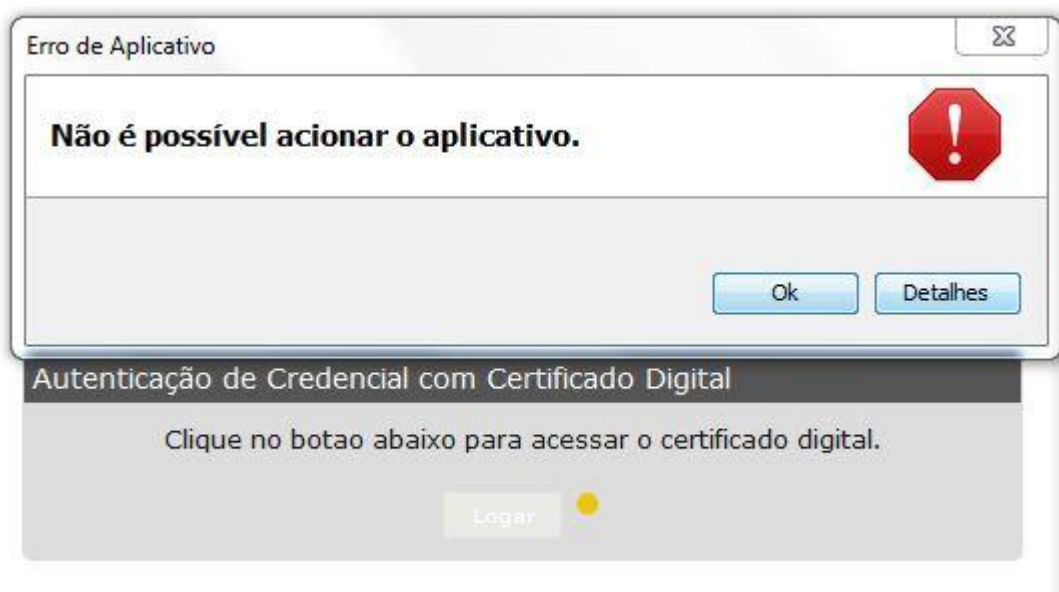 Erro de Aplicativo
Não é possível acionar o aplicativo.
Ok
Detalhes
Autenticação de Credencial com Certificado Digital
Clique no botao abaixo para acessar o certificado digital.
Logar